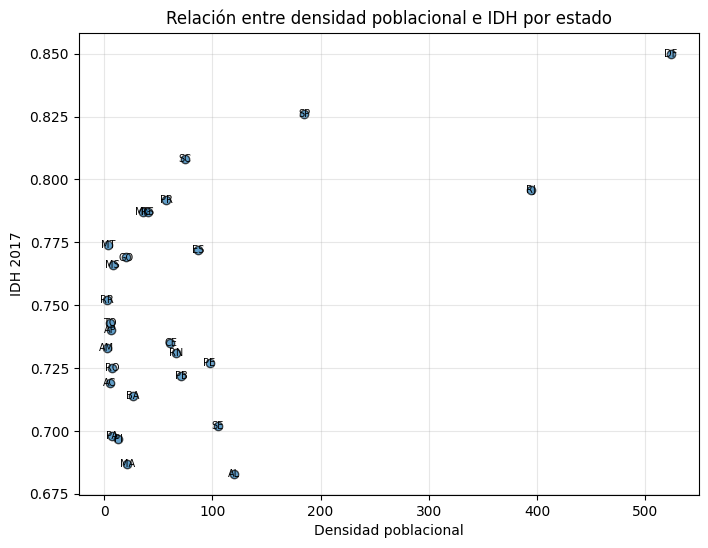 Relación entre densidad poblacional e IDH por estado
0.850
DF
0.825
SP
SC
0.800
RJ
PR
MG
RS
0.775
MT
ES
GO
MS
IDH 2017
0.750
RR
TO
AP
AM
CE
RN
0.725
RO
PE
PB
AC
BA
0.700
SE
PA
PI
MA
AL
0.675
0
100
200
300
400
500
Densidad poblacional